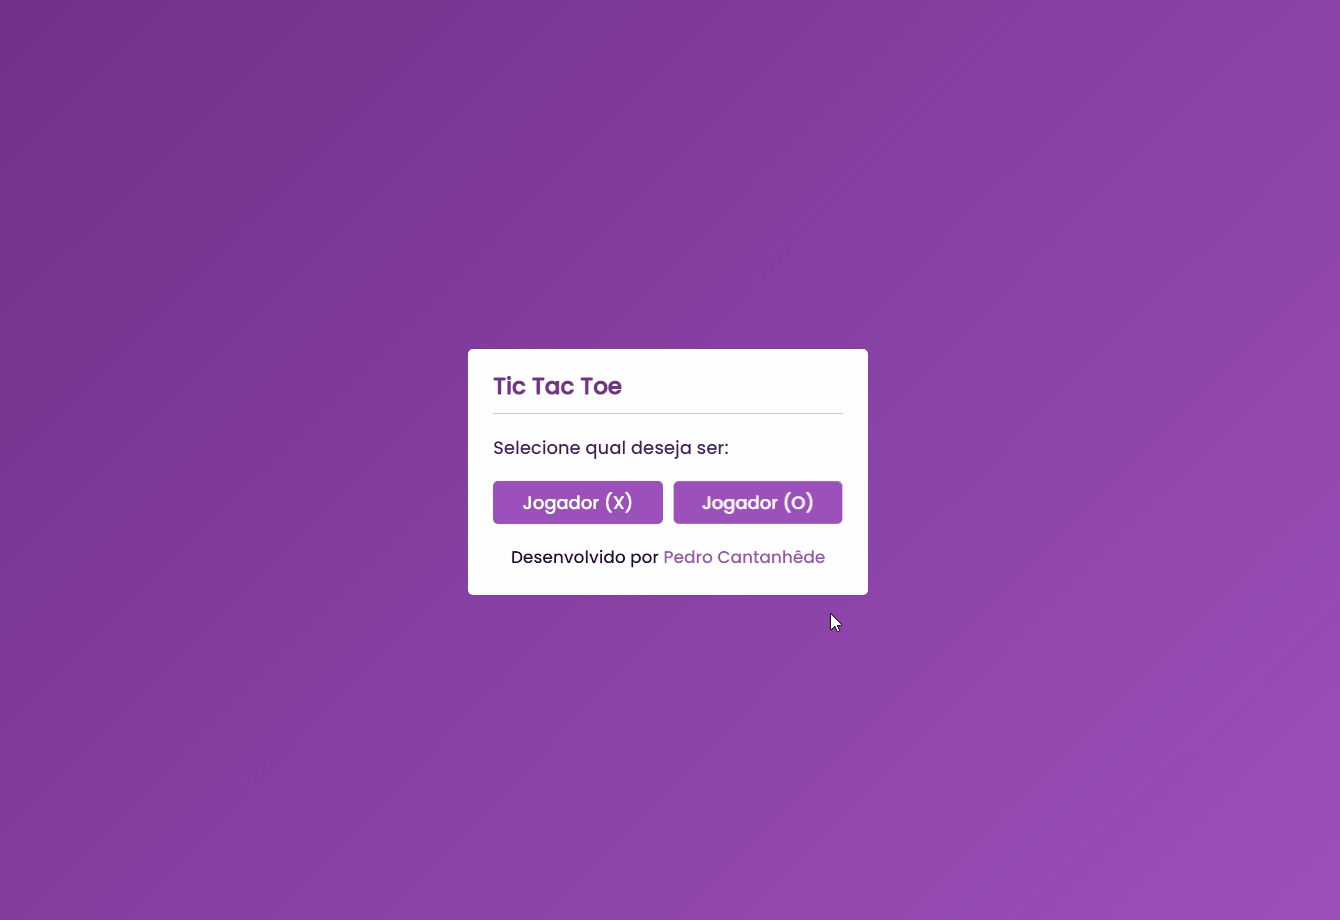 Tic Tac Toe
Selecione qual deseja ser:
Jogador (X) Jogador (O)
Desenvolvido por Pedro Cantanhêde